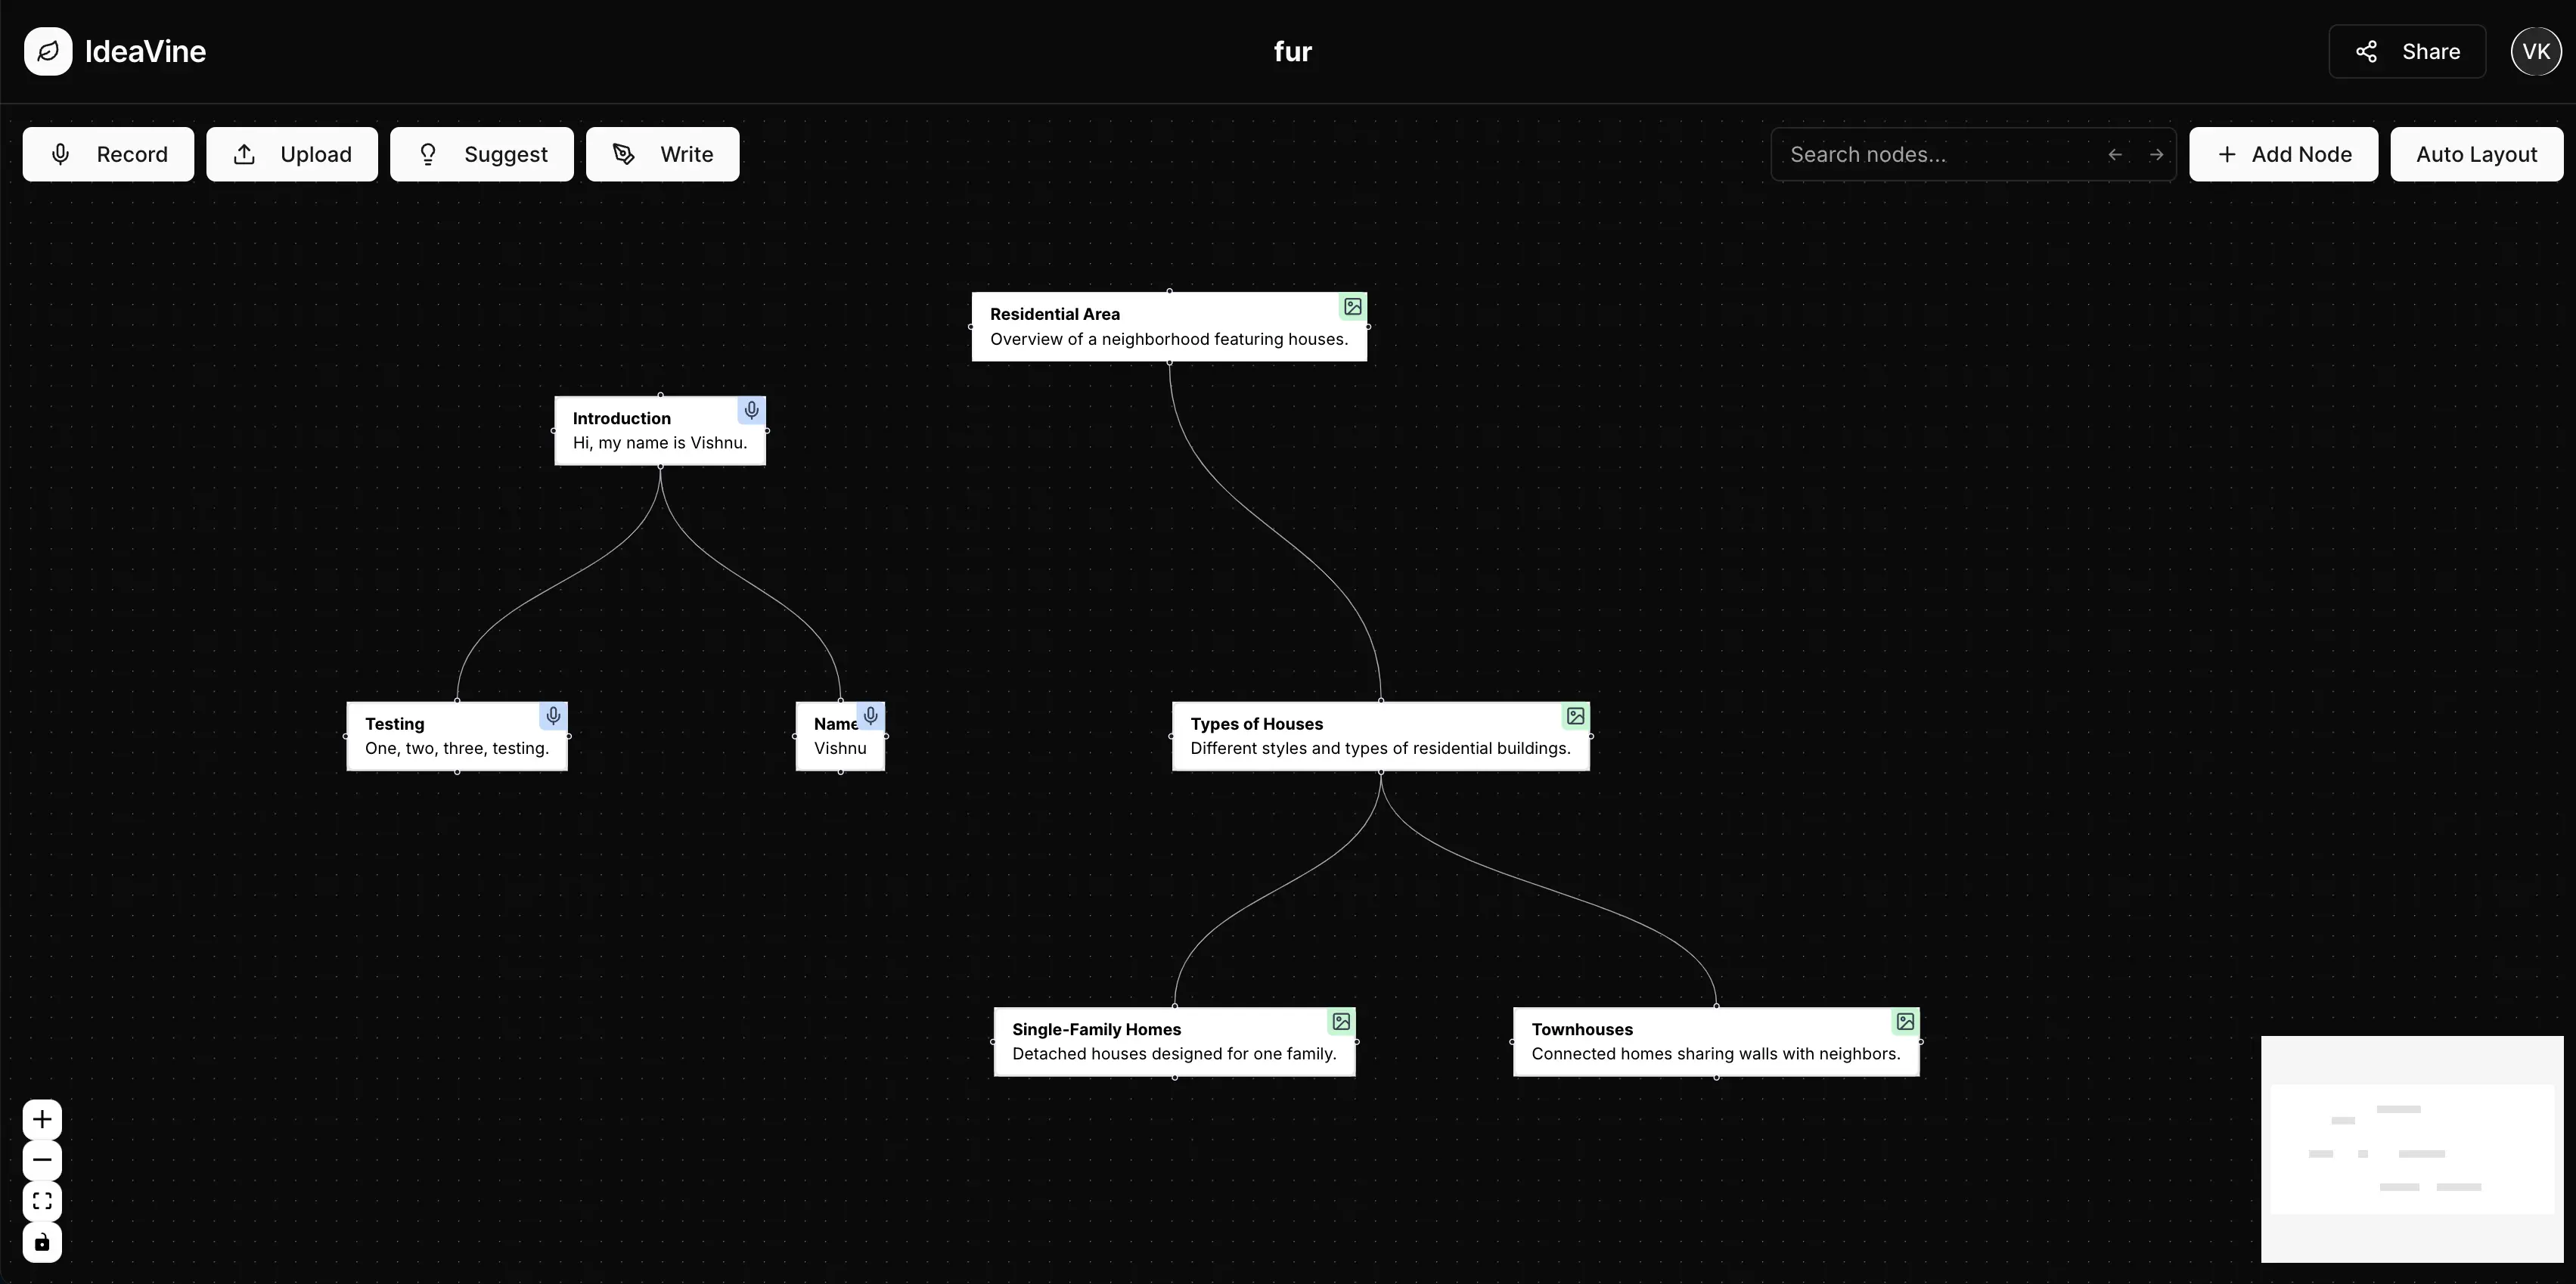 IdeaVine
fur
Share
VK
Record
Upload
Suggest
Write
Search nodes...
Add Node
Auto Layout
Residential Area
Overview of a neighborhood featuring houses.
Introduction
Hi, my name is Vishnu.
Testing
One, two, three, testing.
Name
Vishnu
Types of Houses
Different styles and types of residential buildings.
Single-Family Homes
Detached houses designed for one family.
Townhouses
Connected homes sharing walls with neighbors.